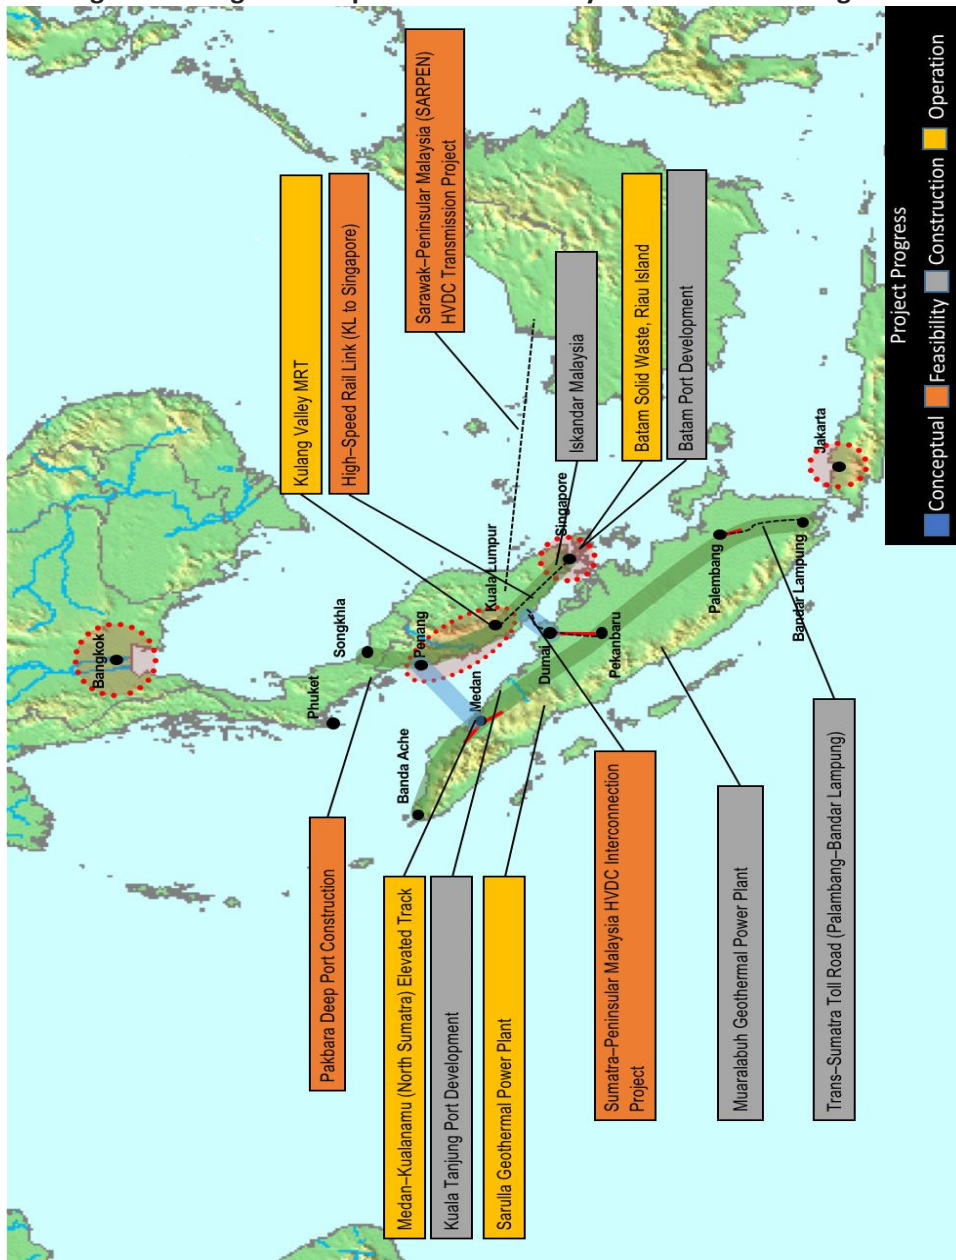 Bangkok
Kulang Valley MRT
Phuket
Songkhla
High–Speed Rail Link (KL to Singapore)
Pakbara Deep Port Construction
Sarawak–Peninsular Malaysia (SARPEN)
HVDC Transmission Project
Banda Ache
Penang
Medan–Kualanamu (North Sumatra) Elevated Track
Kuala Tanjung Port Development
Medan
Kuala Lumpur
Sarulla Geothermal Power Plant
Dumai
Singapore
Iskandar Malaysia
Sumatra–Peninsular Malaysia HVDC Interconnection
Project
Pekanbaru
Batam Solid Waste, Riau Island
Batam Port Development
Palembang
Muaralabuh Geothermal Power Plant
Bandar Lampung
Jakarta
Trans–Sumatra Toll Road (Palambang–Bandar Lampung)
Project Progress
Conceptual Feasibility Construction Operation